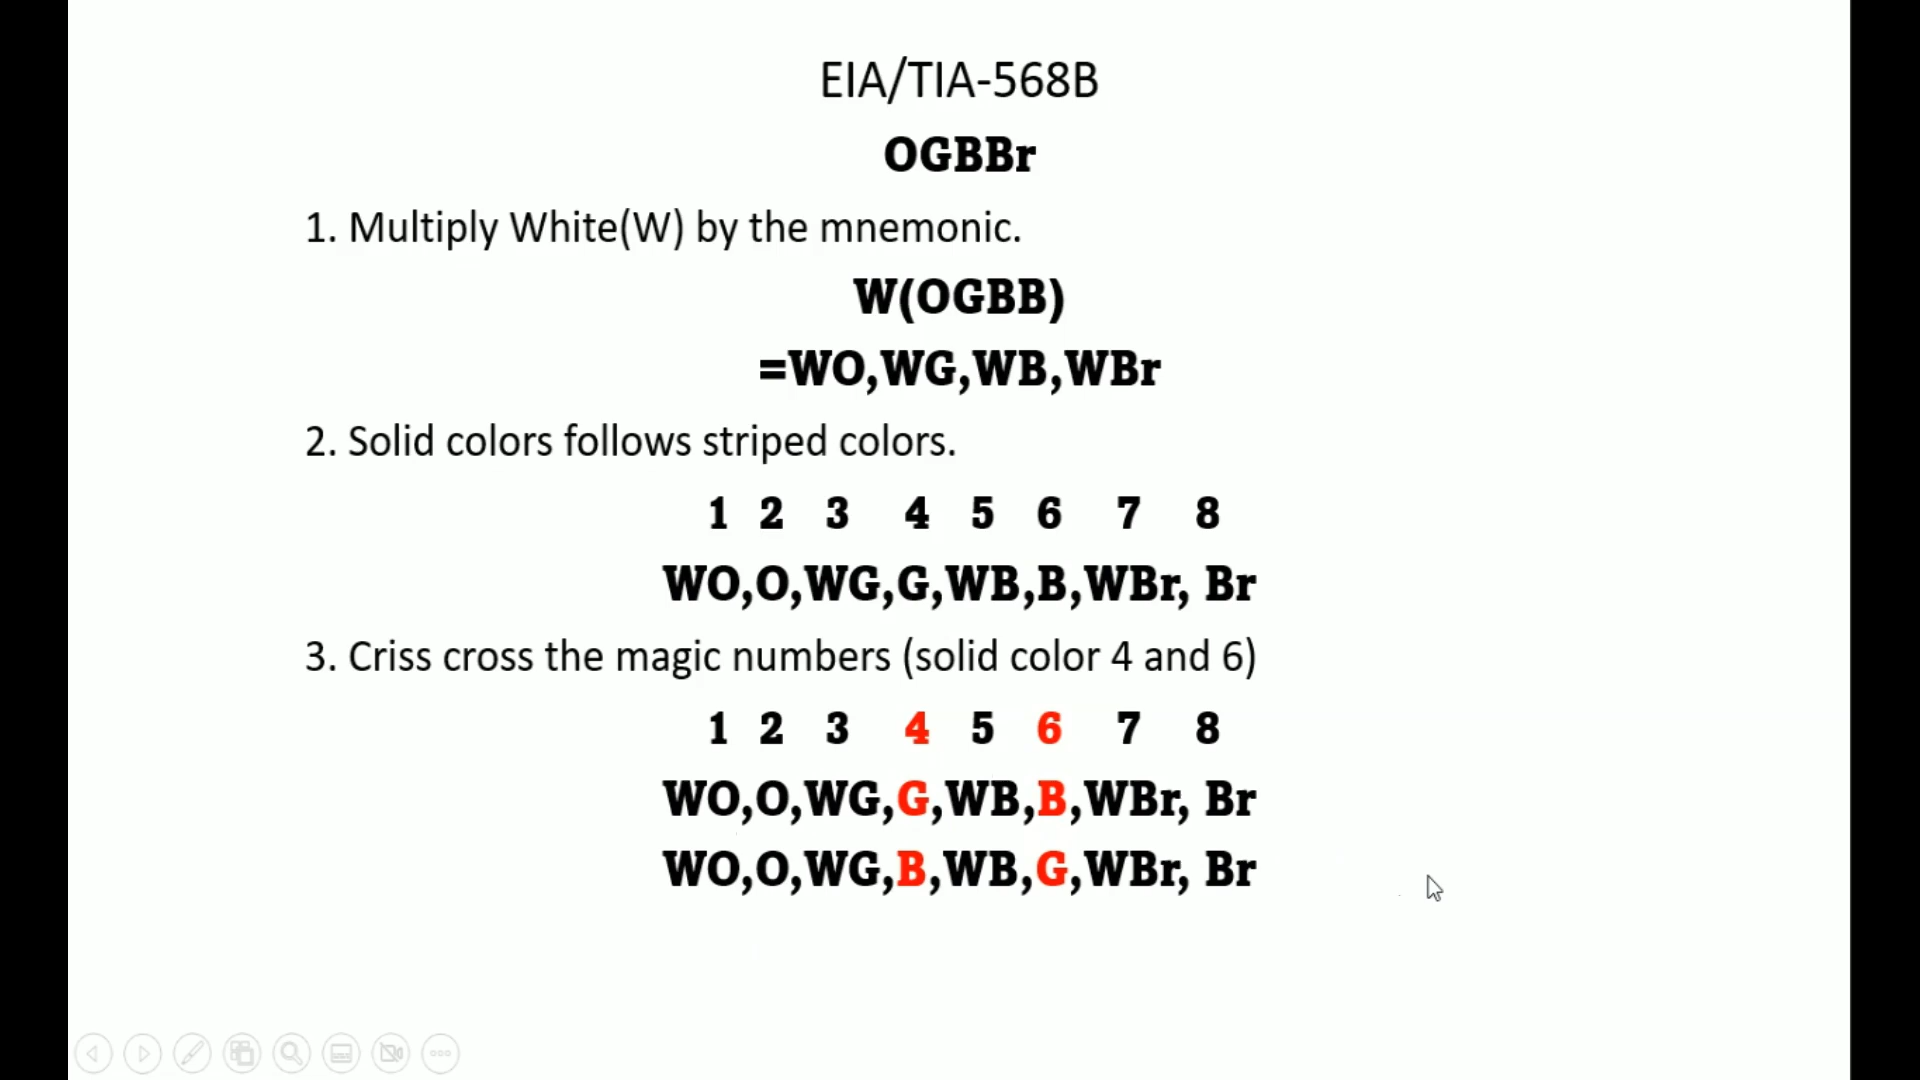 EIA/TIA-568B
OGBBr
1. Multiply White(W) by the mnemonic.
W(OGBB)
=WO,WG,WB,WBr
2. Solid colors follows striped colors.
1 2 3 4 5 6 7 8
WO,O,WG,G,WB,B,WBr, Br
3. Criss cross the magic numbers (solid color 4 and 6)
1 2 3 4 5 6 7 8
WO,O,WG,G,WB,B,WBr, Br
WO,O,WG,B,WB,G,WBr, Br